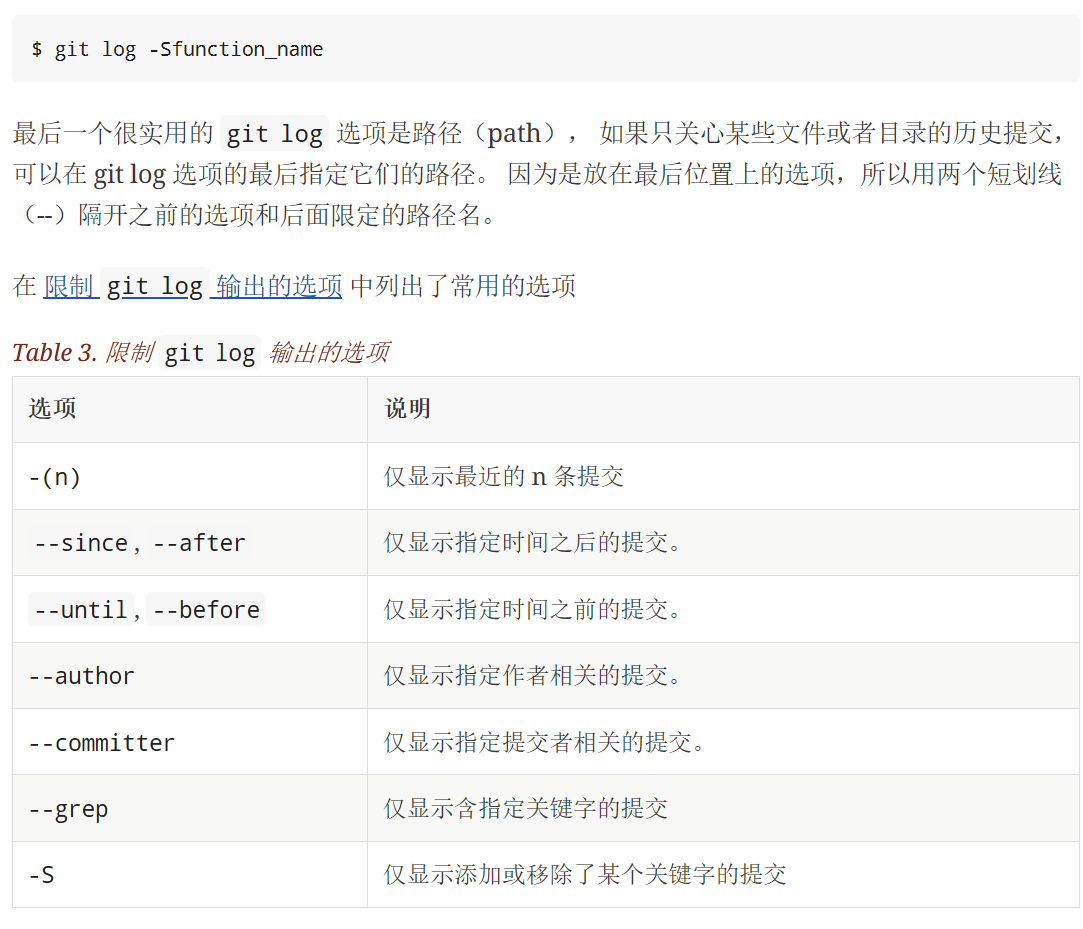 $ git log -Sfunction_name
最后一个很实用的 git log 选项是路径（path）， 如果只关心某些文件或者目录的历史提交，
可以在 git log 选项的最后指定它们的路径。 因为是放在最后位置上的选项，所以用两个短划线
（--）隔开之前的选项和后面限定的路径名。
在 限制 git log 输出的选项 中列出了常用的选项
Table 3. 限制 git log 输出的选项
选项 说明
-(n) 仅显示最近的 n 条提交
--since, --after 仅显示指定时间之后的提交。
--until, --before 仅显示指定时间之前的提交。
--author 仅显示指定作者相关的提交。
--committer 仅显示指定提交者相关的提交。
--grep 仅显示含指定关键字的提交
-S 仅显示添加或移除了某个关键字的提交